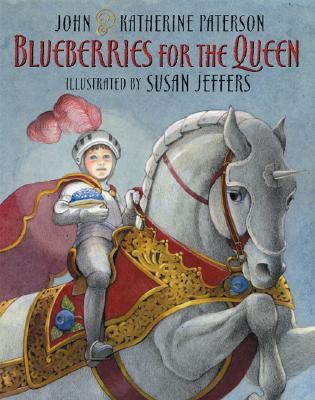 JOHN & KATHERINE PATERSON
BLUEBERRIES FOR THE QUEEN
ILLUSTRATED BY SUSAN JEFFERS